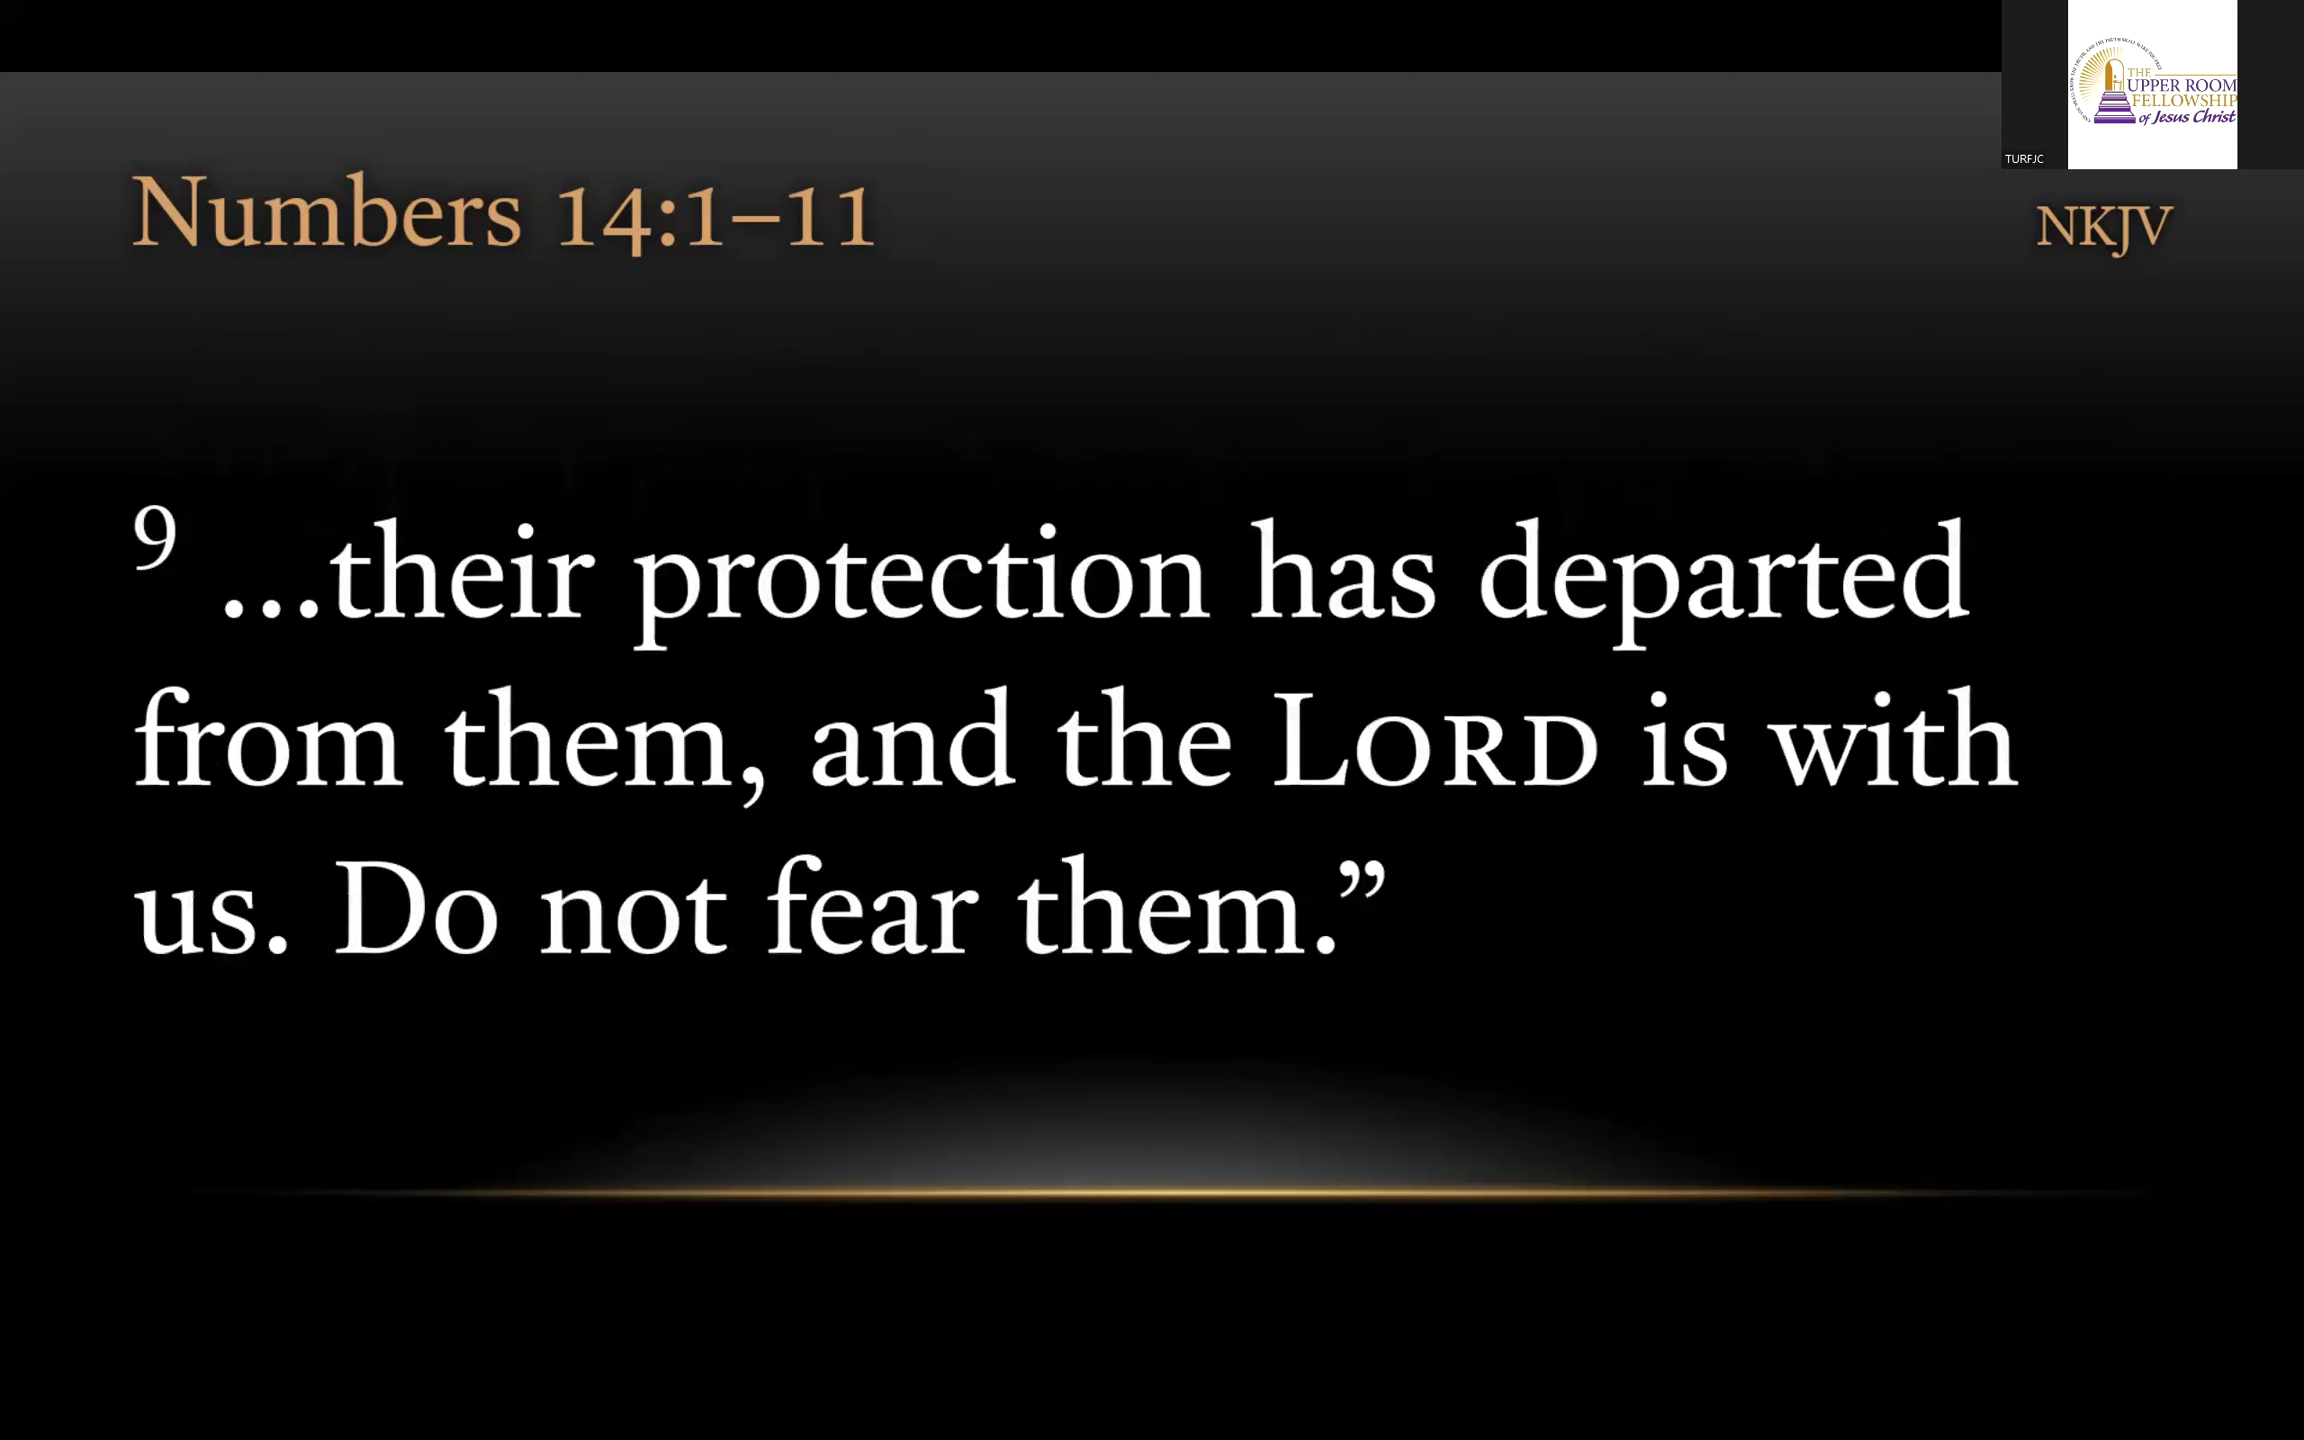 THE
UPPER ROOM
FELLOWSHIP
of Jesus Christ
TURFJC
Numbers 14:1–11
NKJV
9 ...their protection has departed
from them, and the LORD is with
us. Do not fear them.”